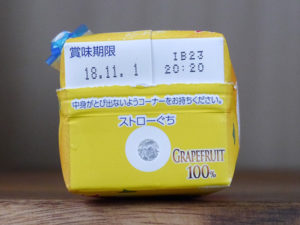 賞味期限
18.11. 1
IB23
20:20
中身がとび出ないようコーナーをお持ちください。
ストローぐち
GRAPEFRUIT
100%